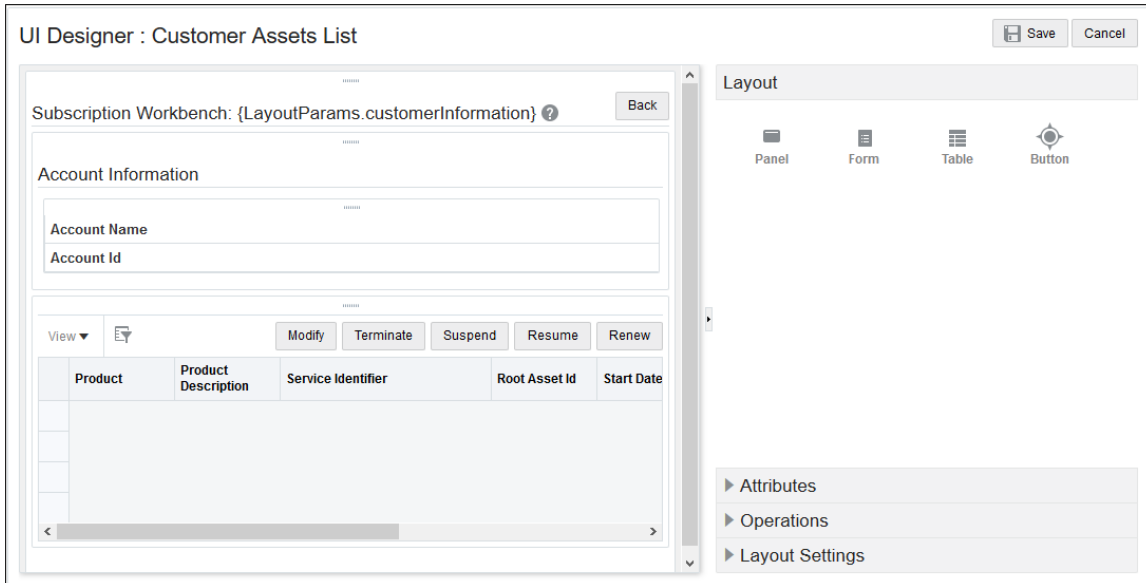 UI Designer : Customer Assets List
Save
Cancel
Subscription Workbench: {LayoutParams.customerInformation} ?
Back
Account Information
Account Name
Account Id
View
Modify
Terminate
Suspend
Resume
Renew
Product
Product Description
Service Identifier
Root Asset Id
Start Date
Layout
Panel
Form
Table
Button
Attributes
Operations
Layout Settings